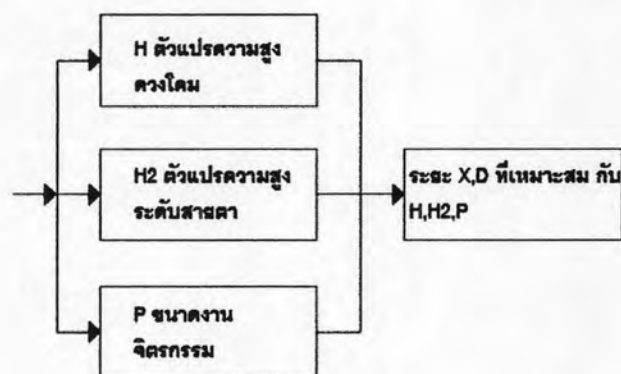 H ตัวแปรความสูง
ดวงโคม
H2 ตัวแปรความสูง
ระดับสายตา
P ขนาดงาน
จิตรกรรม
ระยะ X,D ที่เหมาะสม กับ
H,H2,P